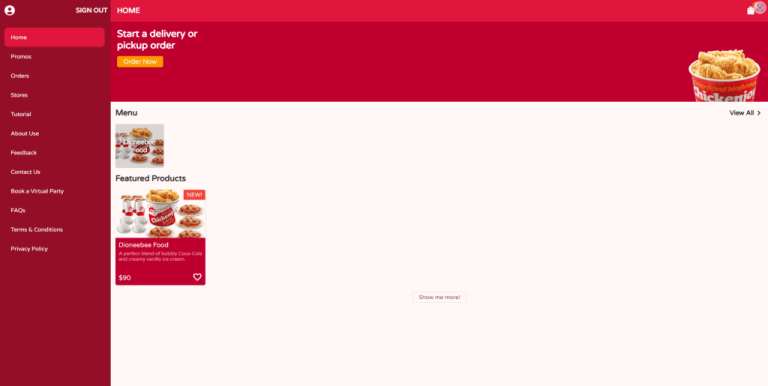 SIGN OUT
HOME
Home
Promos
Orders
Stores
Tutorial
About Use
Feedback
Contact Us
Book a Virtual Party
FAQs
Terms & Conditions
Privacy Policy
Start a delivery or
pickup order
Order Now
Chickenjoy
Menu
View All
Dioneebee
Food
Featured Products
NEW!
Chickenjoy
Dioneebee Food
A perfect blend of bubbly Coca-Cola
and creamy vanilla ice cream.
$90
Show me more!